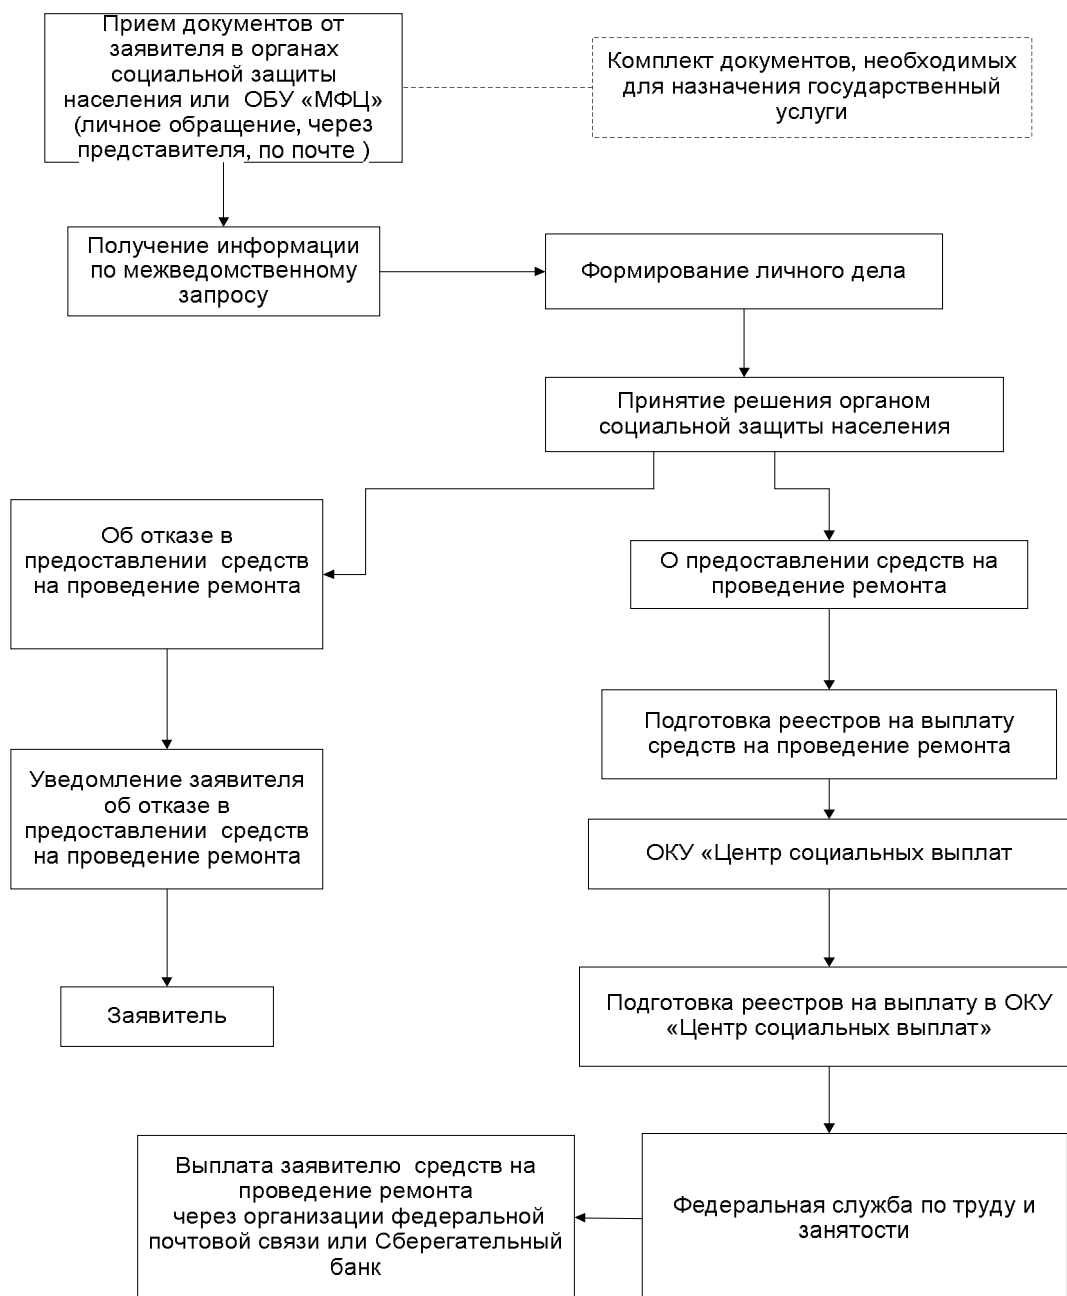 Прием документов от
заявителя в органах
социальной защиты
населения или ОБУ «МФЦ»
(личное обращение, через
представителя, по почте )
Комплект документов, необходимых
для назначения государственный
услуги
Получение информации
по межведомственному
запросу
Формирование личного дела
Принятие решения органом
социальной защиты населения
Об отказе в
предоставлении средств
на проведение ремонта
О предоставлении средств на
проведение ремонта
Подготовка реестров на выплату
средств на проведение ремонта
Уведомление заявителя
об отказе в
предоставлении средств
на проведение ремонта
ОКУ «Центр социальных выплат
Подготовка реестров на выплату в ОКУ
«Центр социальных выплат»
Заявитель
Выплата заявителю средств на
проведение ремонта
через организации федеральной
почтовой связи или Сберегательный
банк
Федеральная служба по труду и
занятости